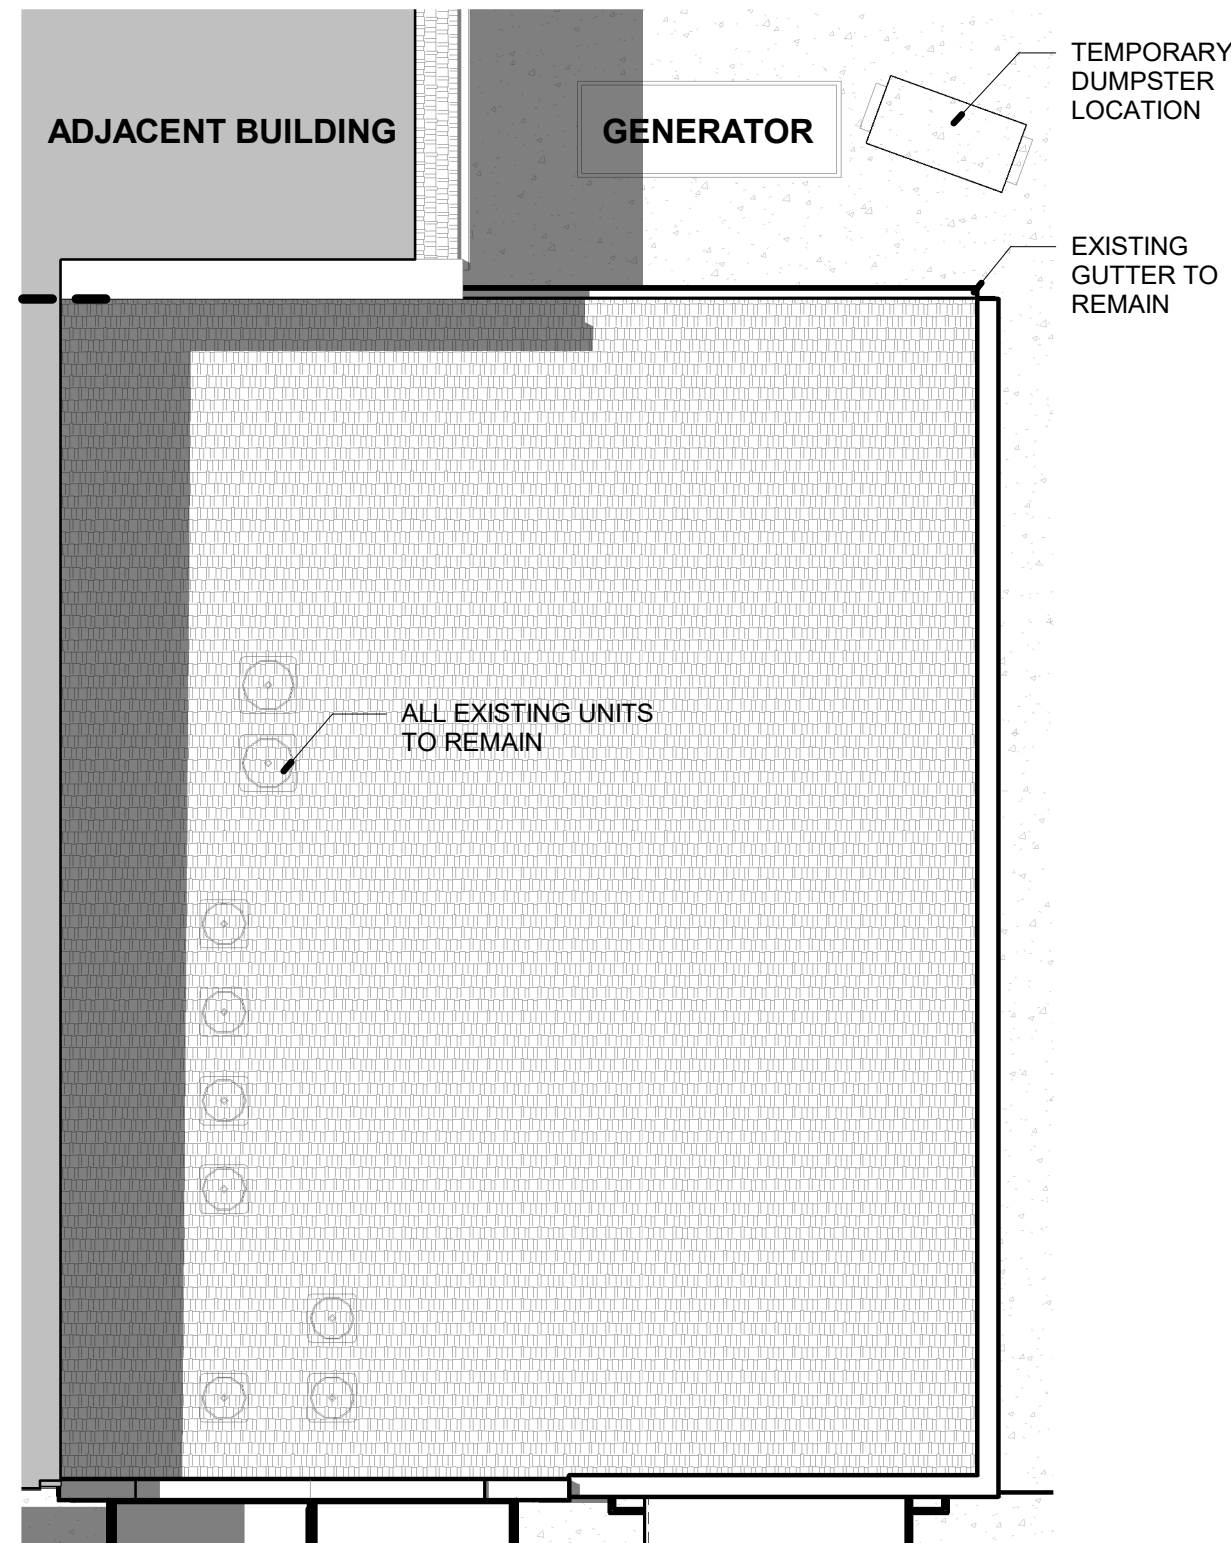 TEMPORARY
DUMPSTER
LOCATION
ADJACENT BUILDING
GENERATOR
EXISTING
GUTTER TO
REMAIN
ALL EXISTING UNITS
TO REMAIN